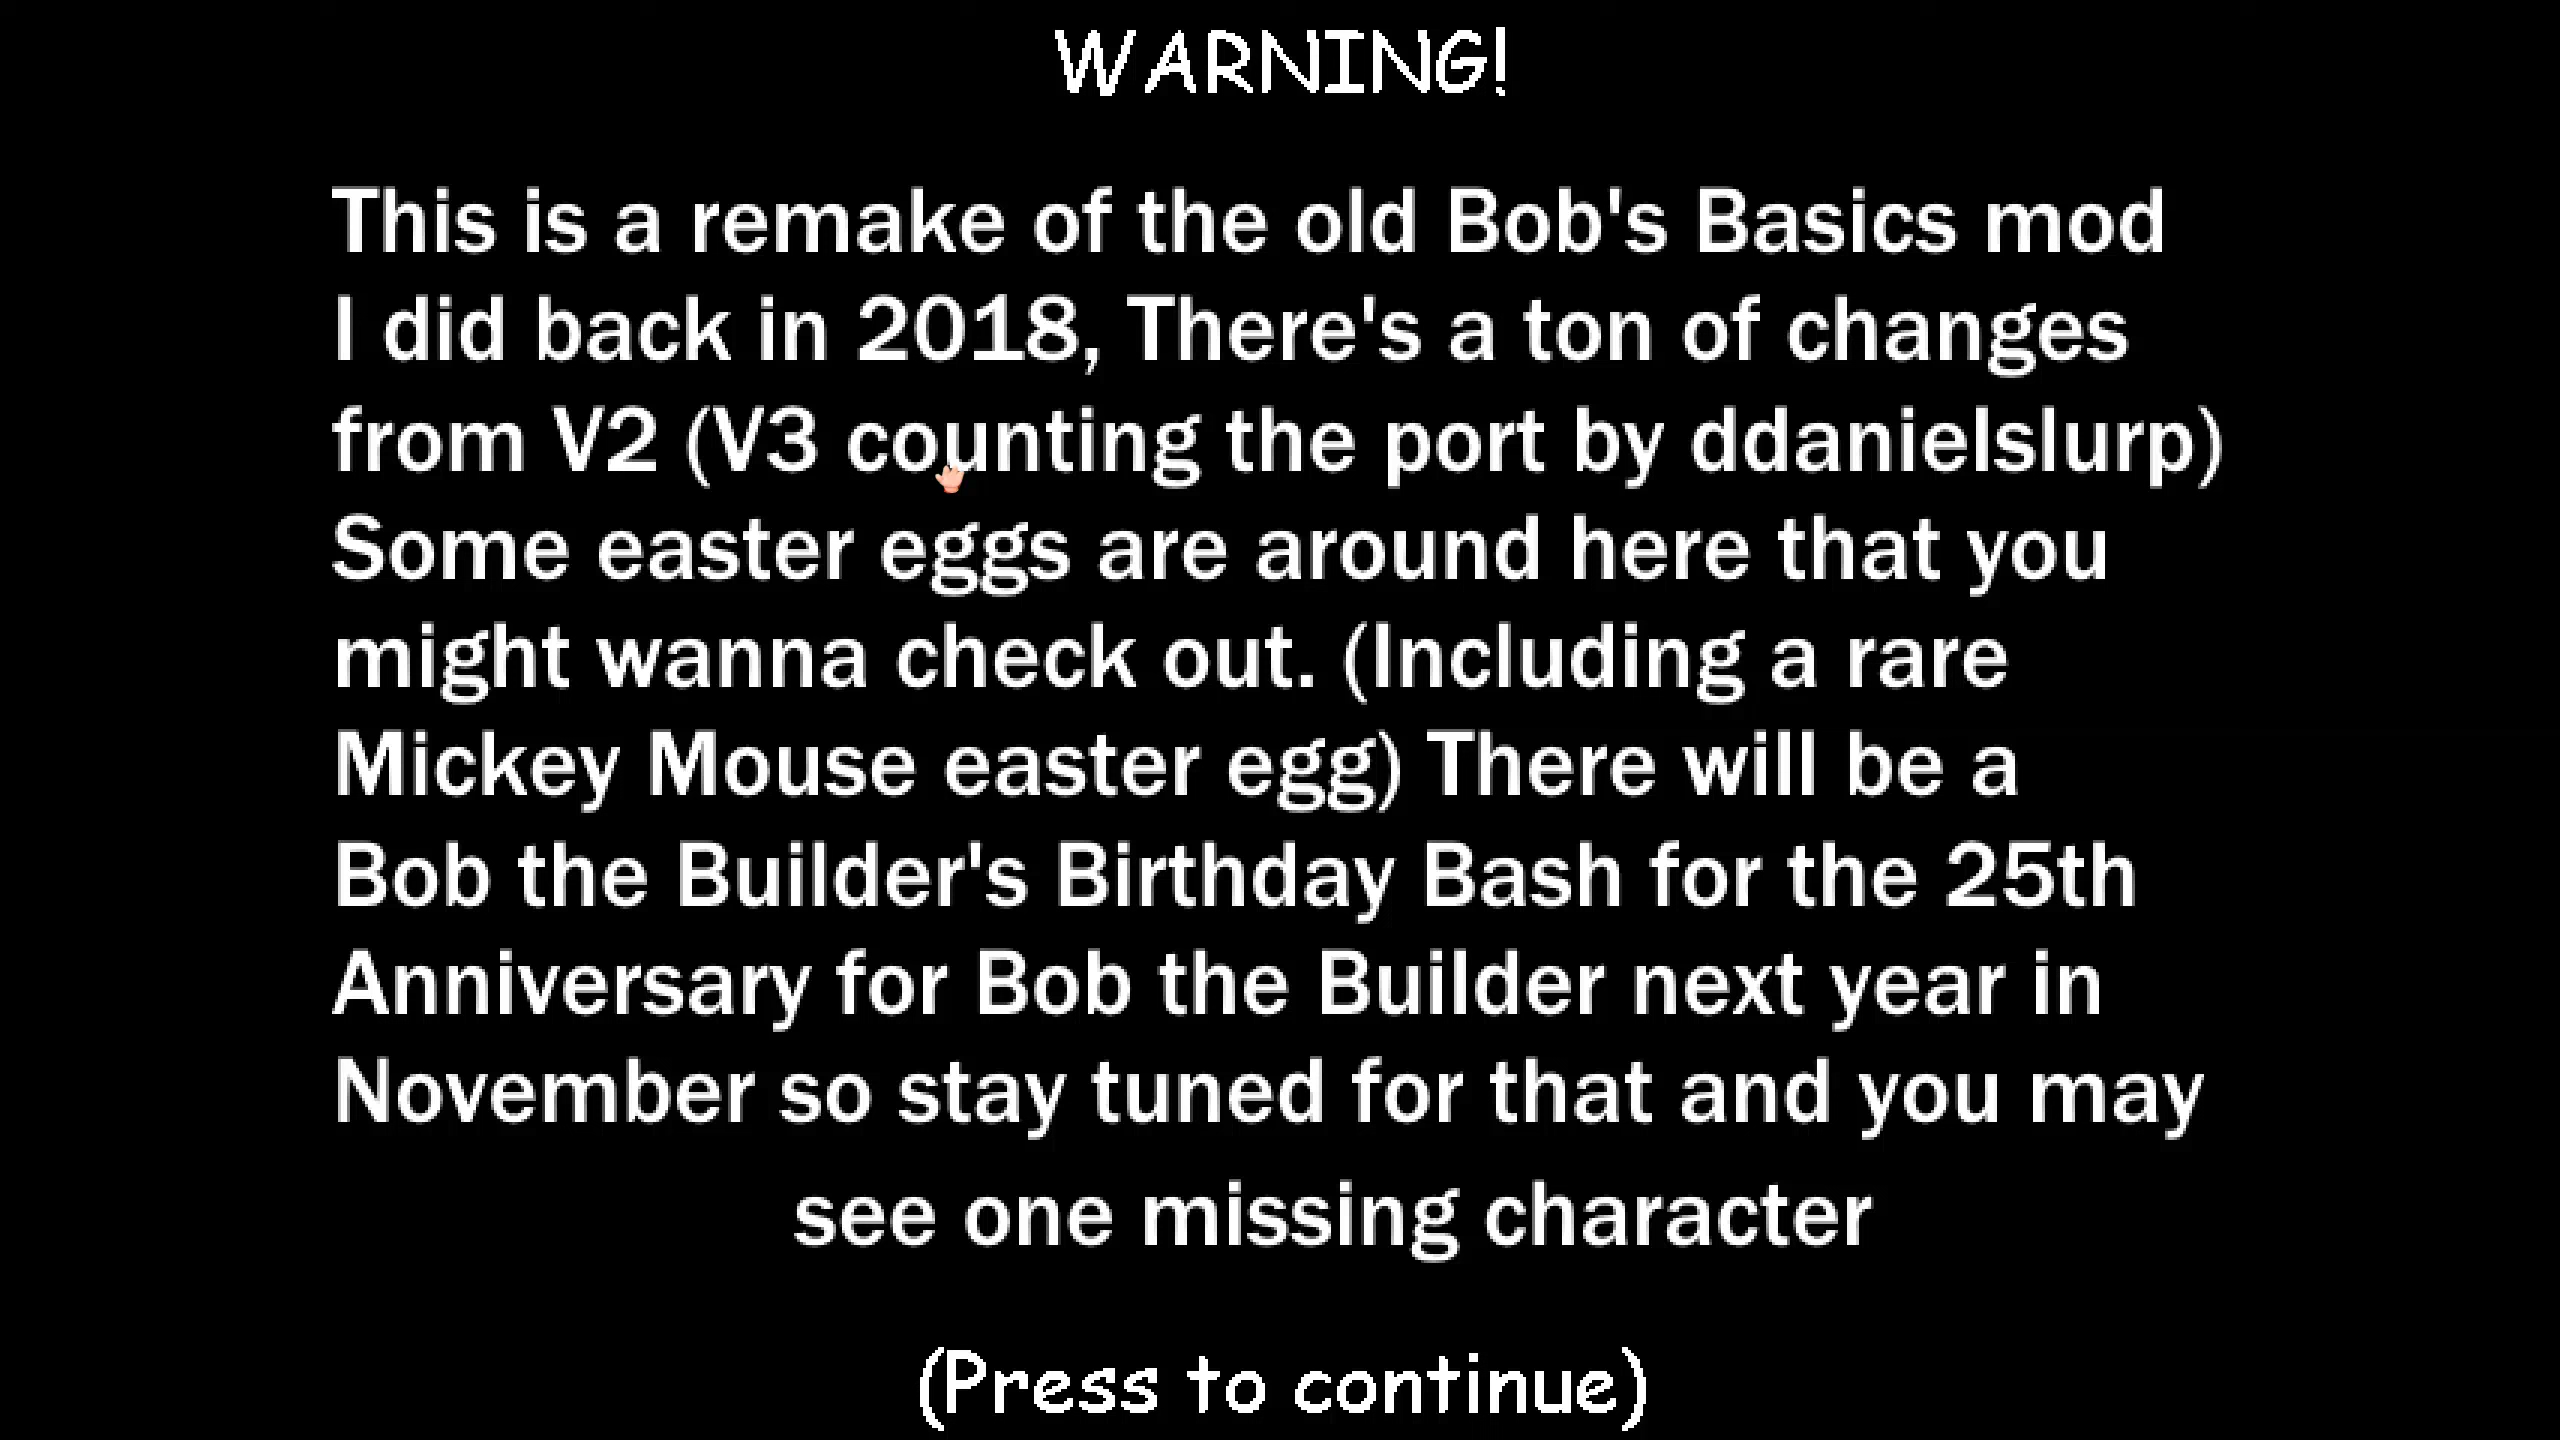 WARNING!
This is a remake of the old Bob's Basics mod
I did back in 2018, There's a ton of changes
from V2 (V3 counting the port by ddanielslurp)
Some easter eggs are around here that you
might wanna check out. (Including a rare
Mickey Mouse easter egg) There will be a
Bob the Builder's Birthday Bash for the 25th
Anniversary for Bob the Builder next year in
November so stay tuned for that and you may
see one missing character
(Press to continue)